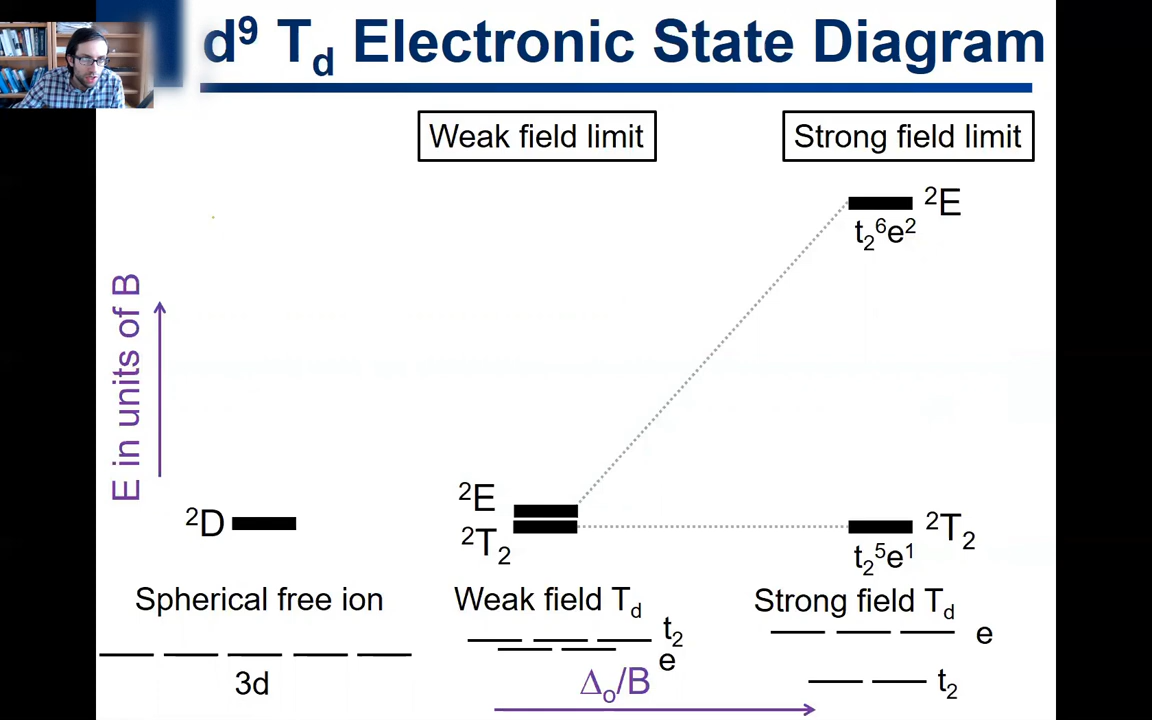 d⁹ T_d Electronic State Diagram
Weak field limit
Strong field limit
²E
t₂⁶e²
E in units of B
²E
²D
²T₂
²T₂
t₂⁵e¹
Spherical free ion
Weak field T_d
Strong field T_d
t₂
e
e
3d
Δₒ/B
t₂